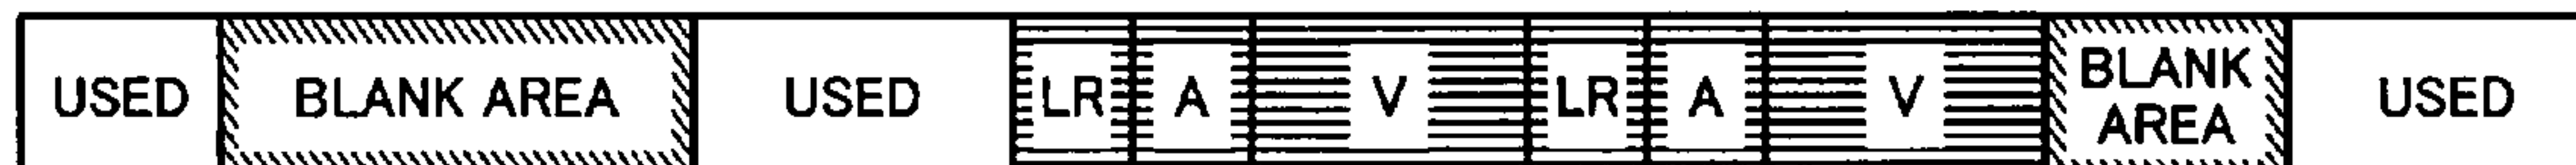 USED
BLANK AREA
USED
LR
A
V
LR
A
V
BLANK
AREA
USED